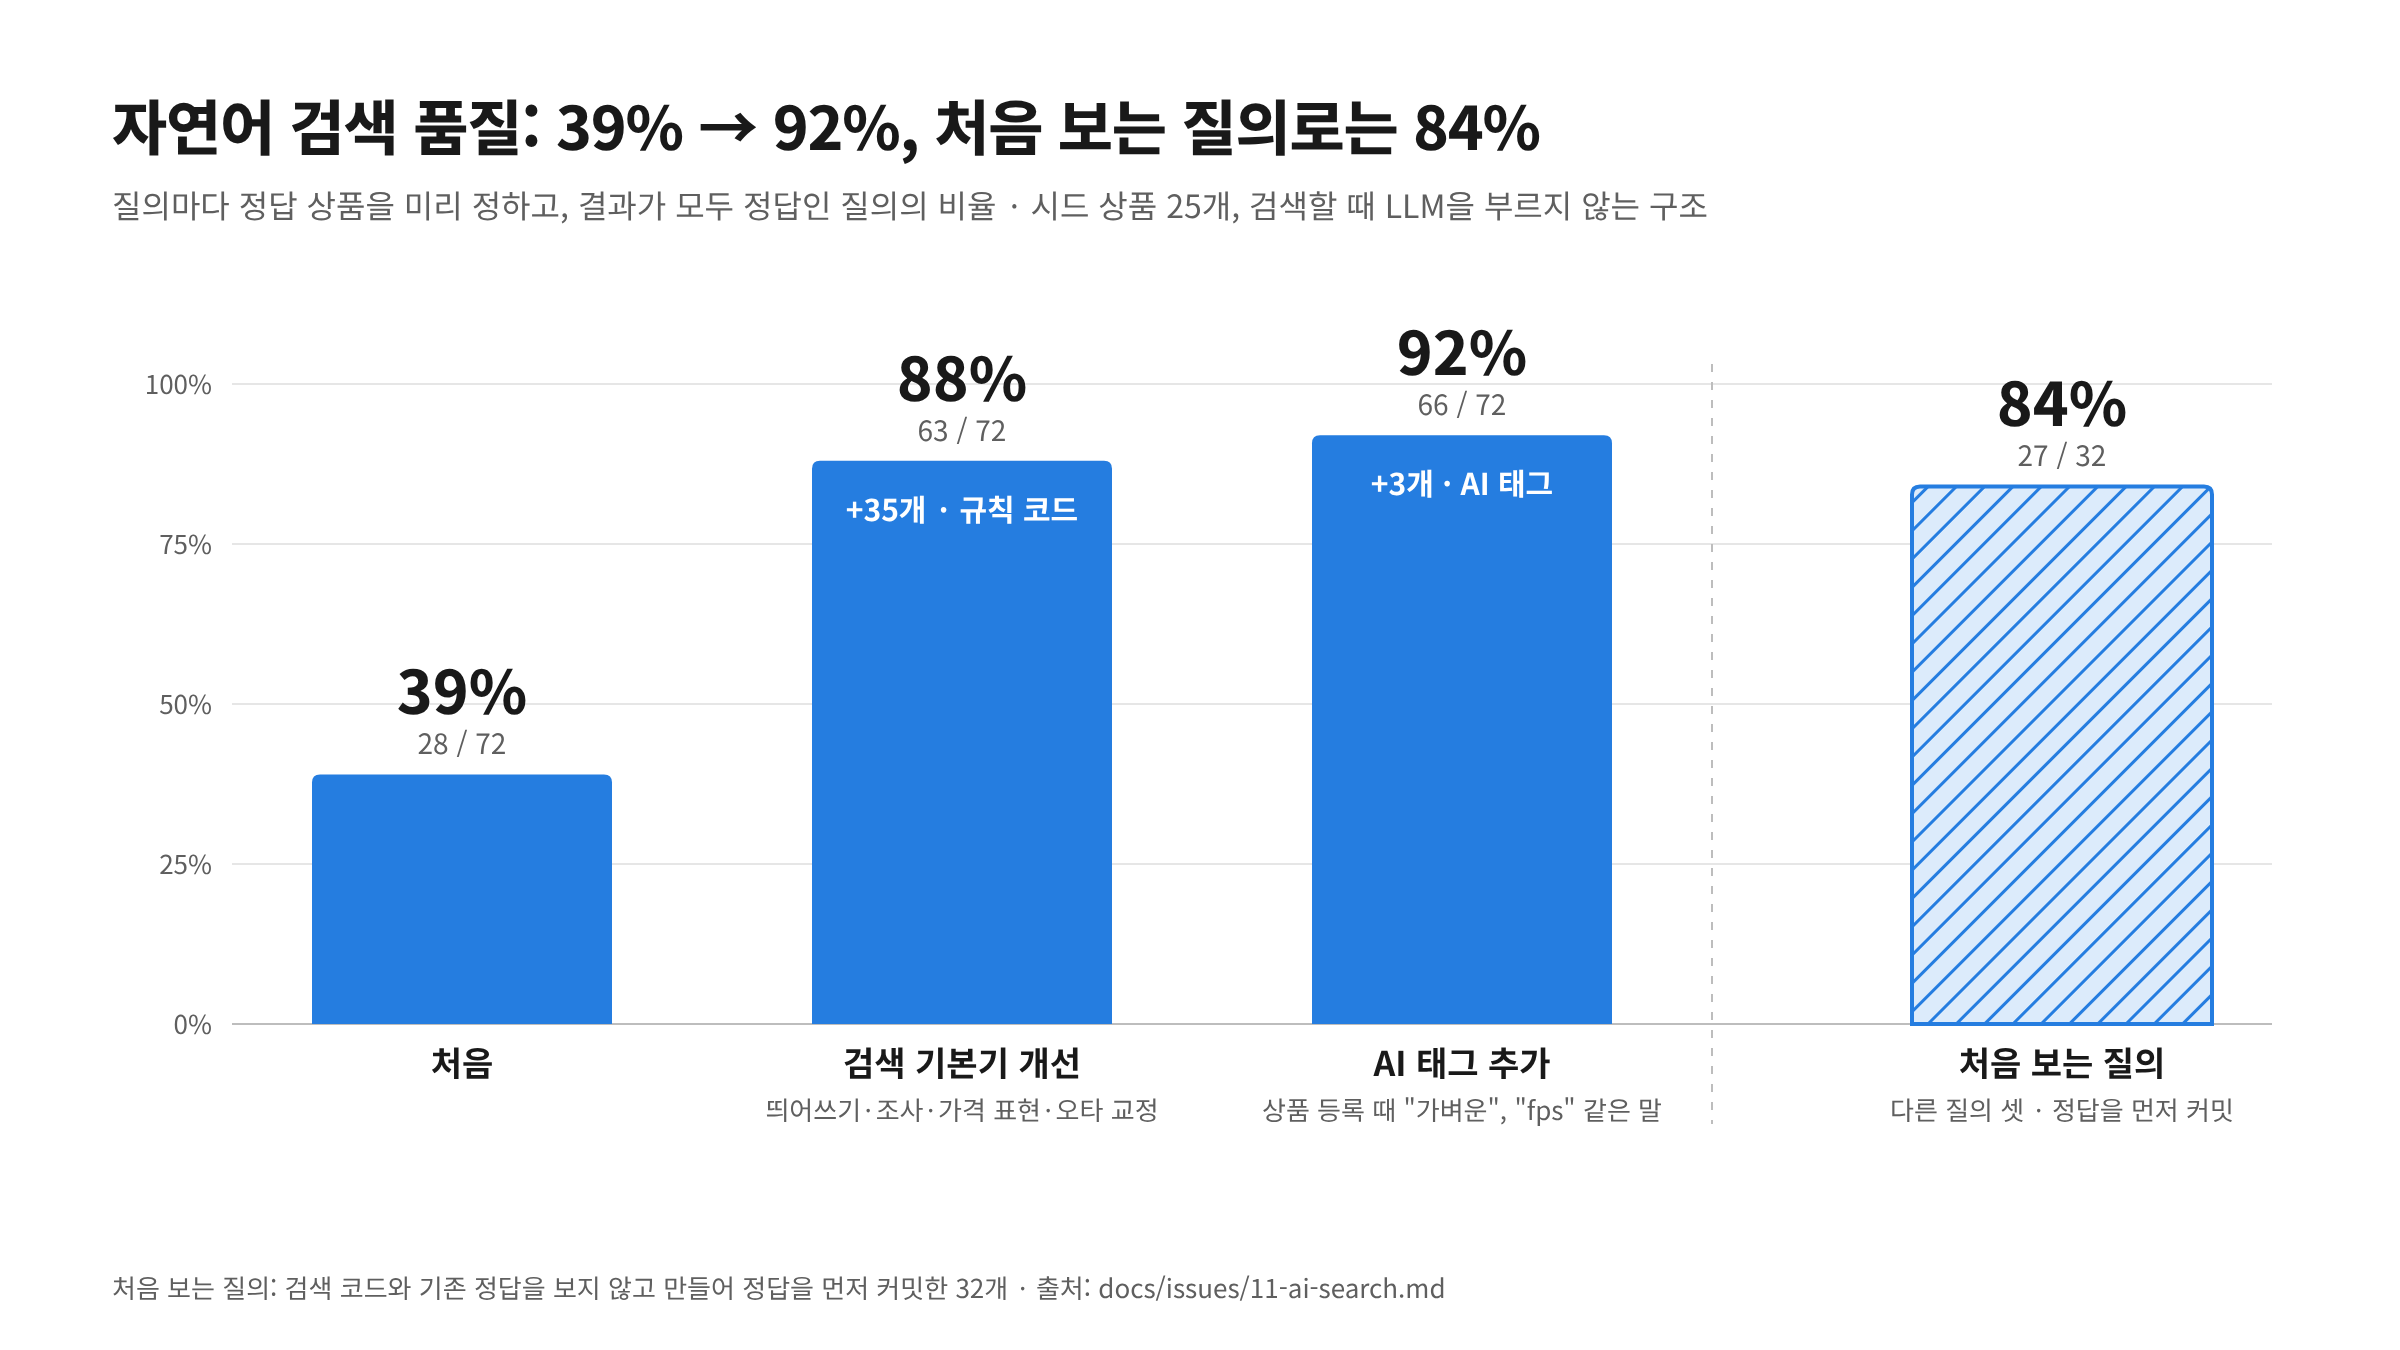 자연어 검색 품질: 39% → 92%, 처음 보는 질의로는 84%
질의마다 정답 상품을 미리 정하고, 결과가 모두 정답인 질의의 비율 · 시드 상품 25개, 검색할 때 LLM을 부르지 않는 구조
100%
75%
50%
25%
0%
39%
28 / 72
처음
88%
63 / 72
+35개 · 규칙 코드
검색 기본기 개선
띄어쓰기·조사·가격 표현·오타 교정
92%
66 / 72
+3개 · AI 태그
AI 태그 추가
상품 등록 때 "가벼운", "fps" 같은 말
84%
27 / 32
처음 보는 질의
다른 질의 셋 · 정답을 먼저 커밋
처음 보는 질의: 검색 코드와 기존 정답을 보지 않고 만들어 정답을 먼저 커밋한 32개 · 출처: docs/issues/11-ai-search.md